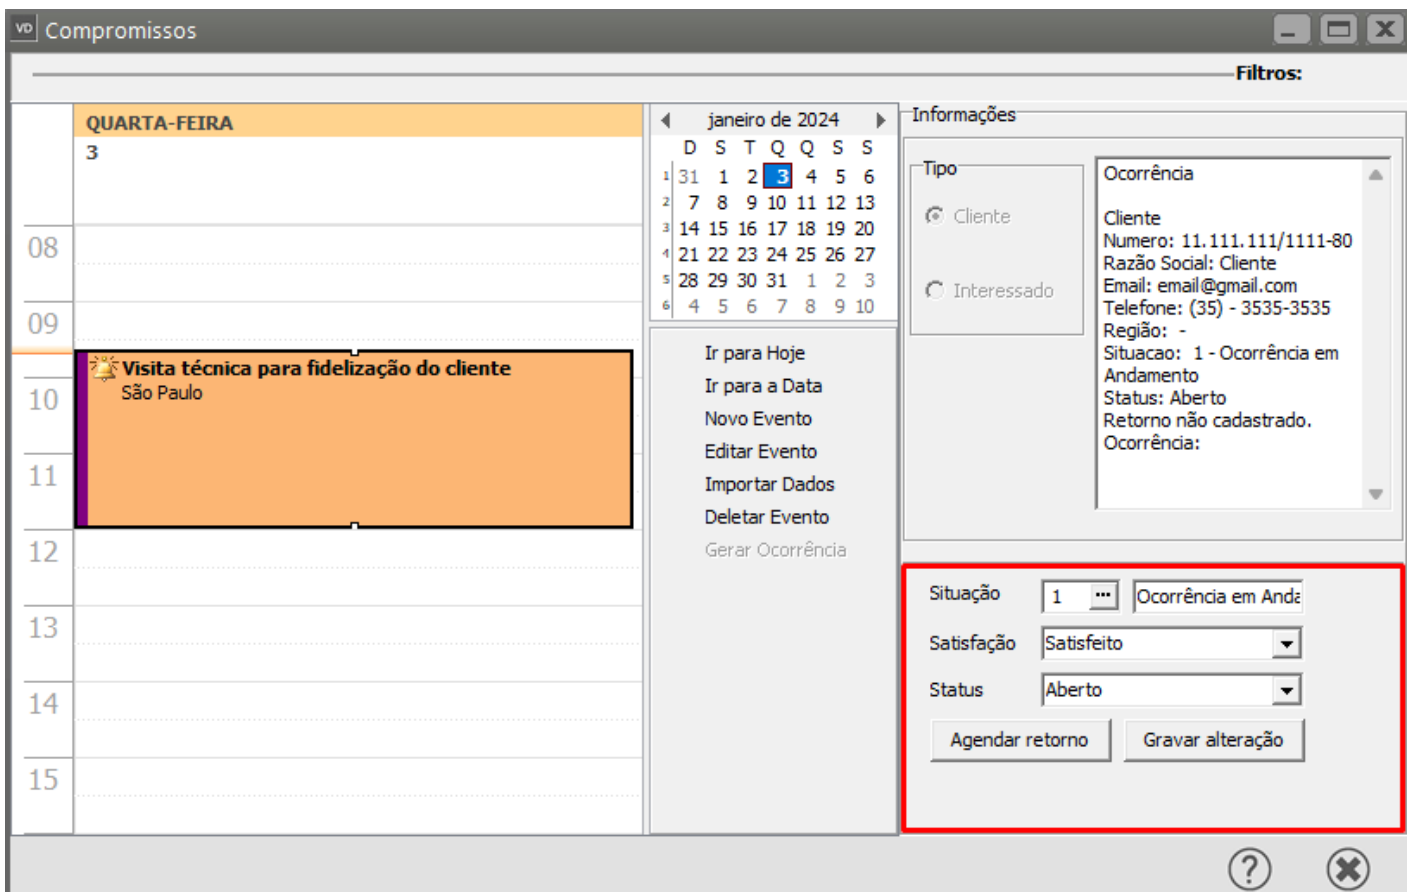 VD Compromissos
Filtros:
QUARTA-FEIRA
3
08
09
Visita técnica para fidelização do cliente
São Paulo
10
11
12
13
14
15
janeiro de 2024
D S T Q Q S S
1 31 1 2 3 4 5 6
2 7 8 9 10 11 12 13
3 14 15 16 17 18 19 20
4 21 22 23 24 25 26 27
5 28 29 30 31 1 2 3
6 4 5 6 7 8 9 10
Ir para Hoje
Ir para a Data
Novo Evento
Editar Evento
Importar Dados
Deletar Evento
Gerar Ocorrência
Informações
Tipo
Cliente
Interessado
Ocorrência
Cliente
Numero: 11.111.111/1111-80
Razão Social: Cliente
Email: email@gmail.com
Telefone: (35) - 3535-3535
Região: -
Situacao: 1 - Ocorrência em
Andamento
Status: Aberto
Retorno não cadastrado.
Ocorrência:
Situação 1 ... Ocorrência em Anda
Satisfação Satisfeito
Status Aberto
Agendar retorno Gravar alteração
?